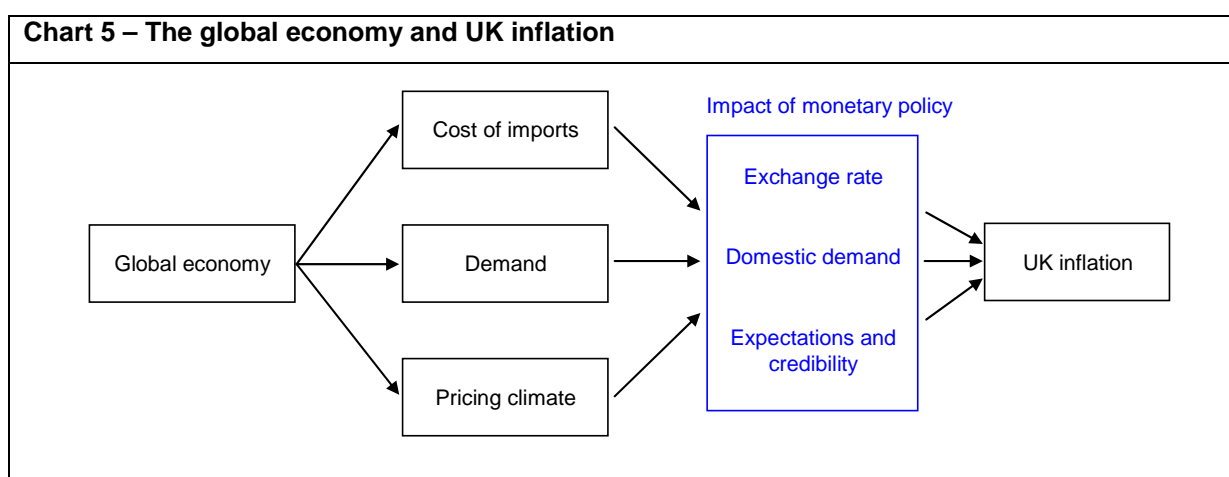 Chart 5 – The global economy and UK inflation
Impact of monetary policy
Cost of imports
Exchange rate
Global economy
Demand
Domestic demand
UK inflation
Expectations and
credibility
Pricing climate